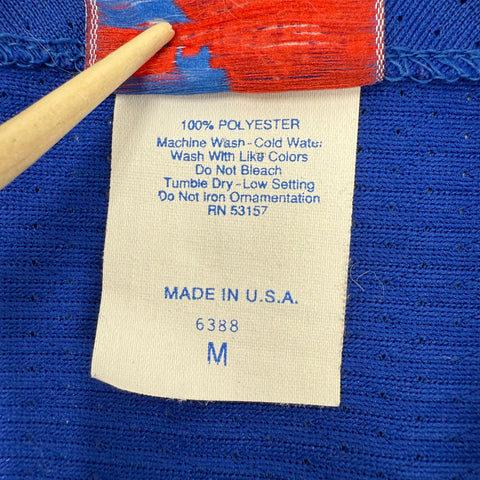 100% POLYESTER
Machine Wash-Cold Water
Wash With Like Colors
Do Not Bleach
Tumble Dry-Low Setting
Do Not Iron Ornamentation
RN 53157
MADE IN U.S.A.
6388
M